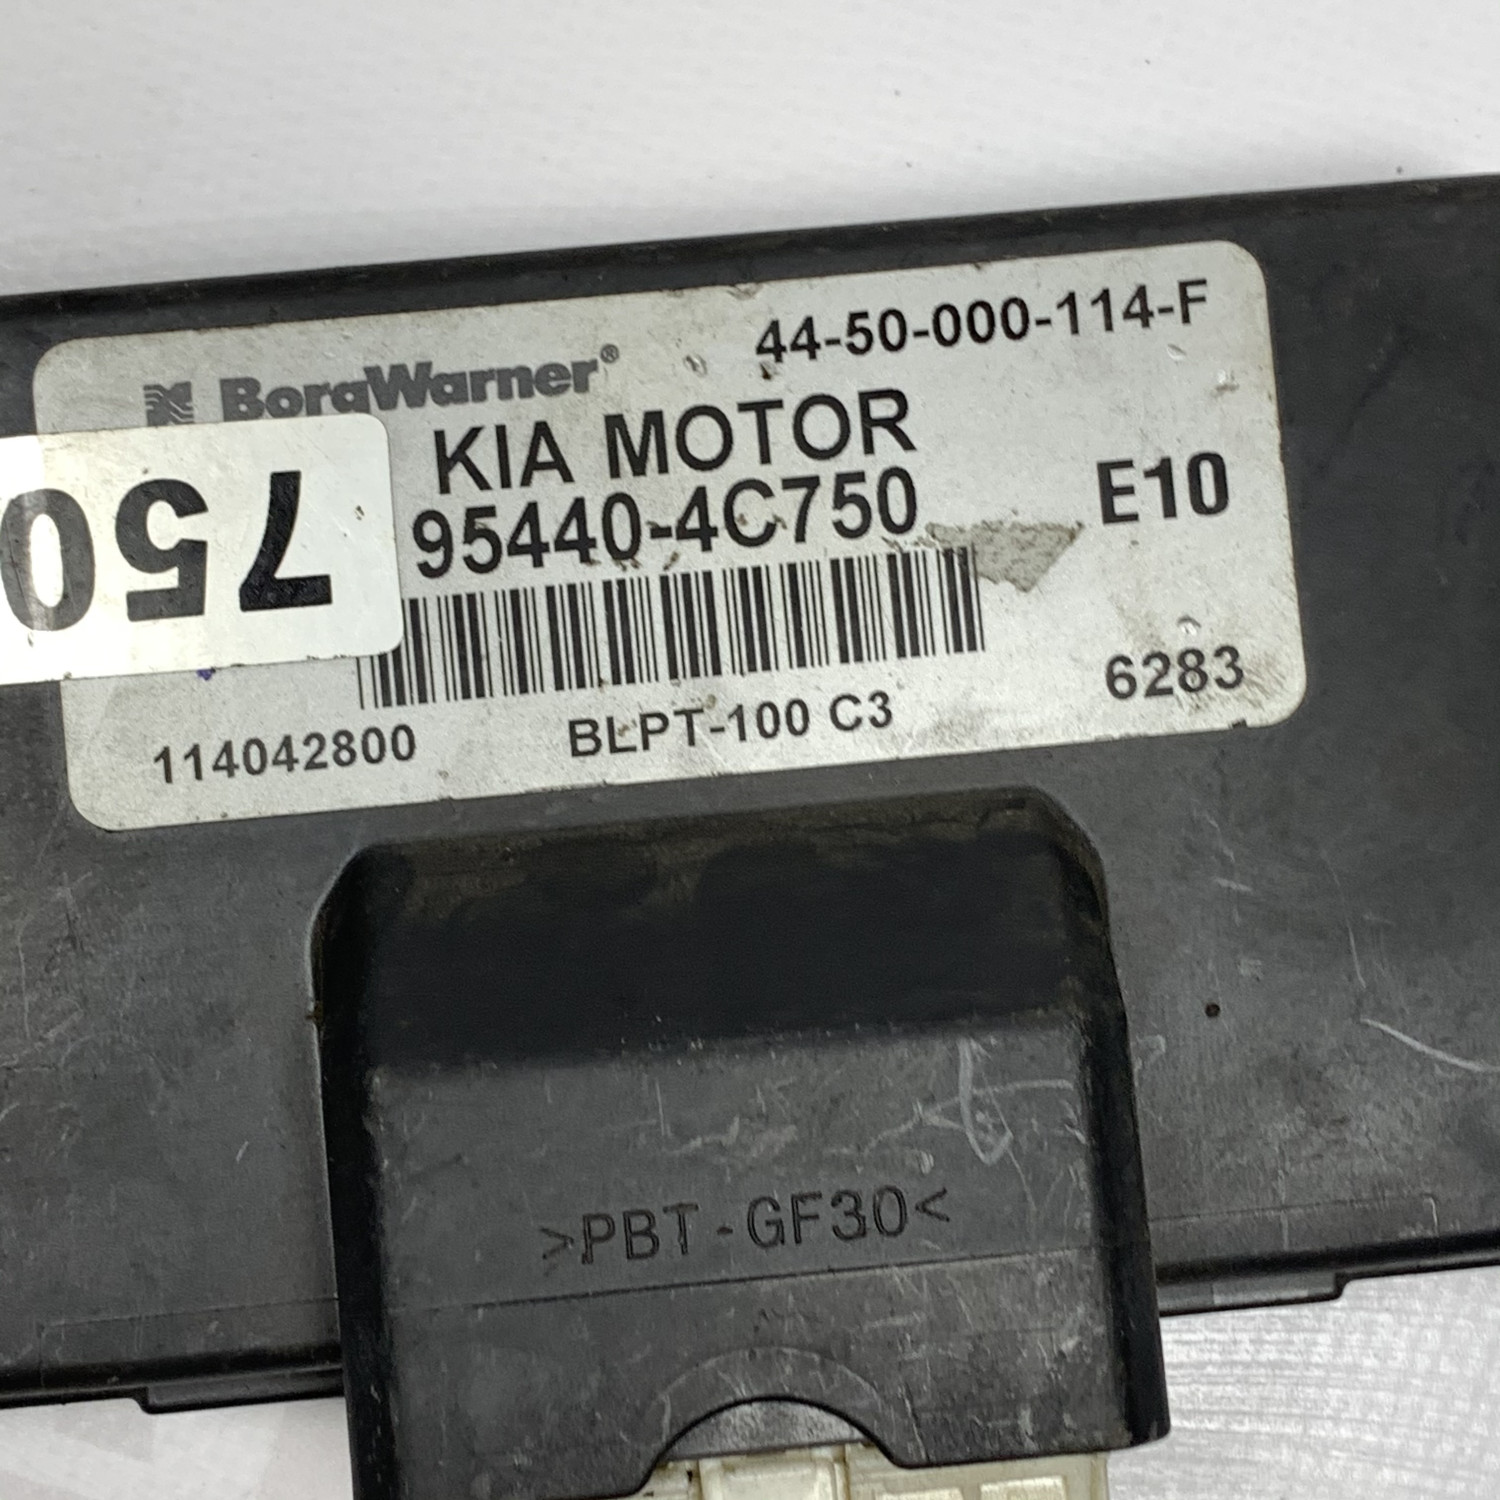 44-50-000-114-F
BorgWarner®
KIA MOTOR
95440-4C750
E10
750
6283
114042800
BLPT-100 C3
>PBT-GF30<